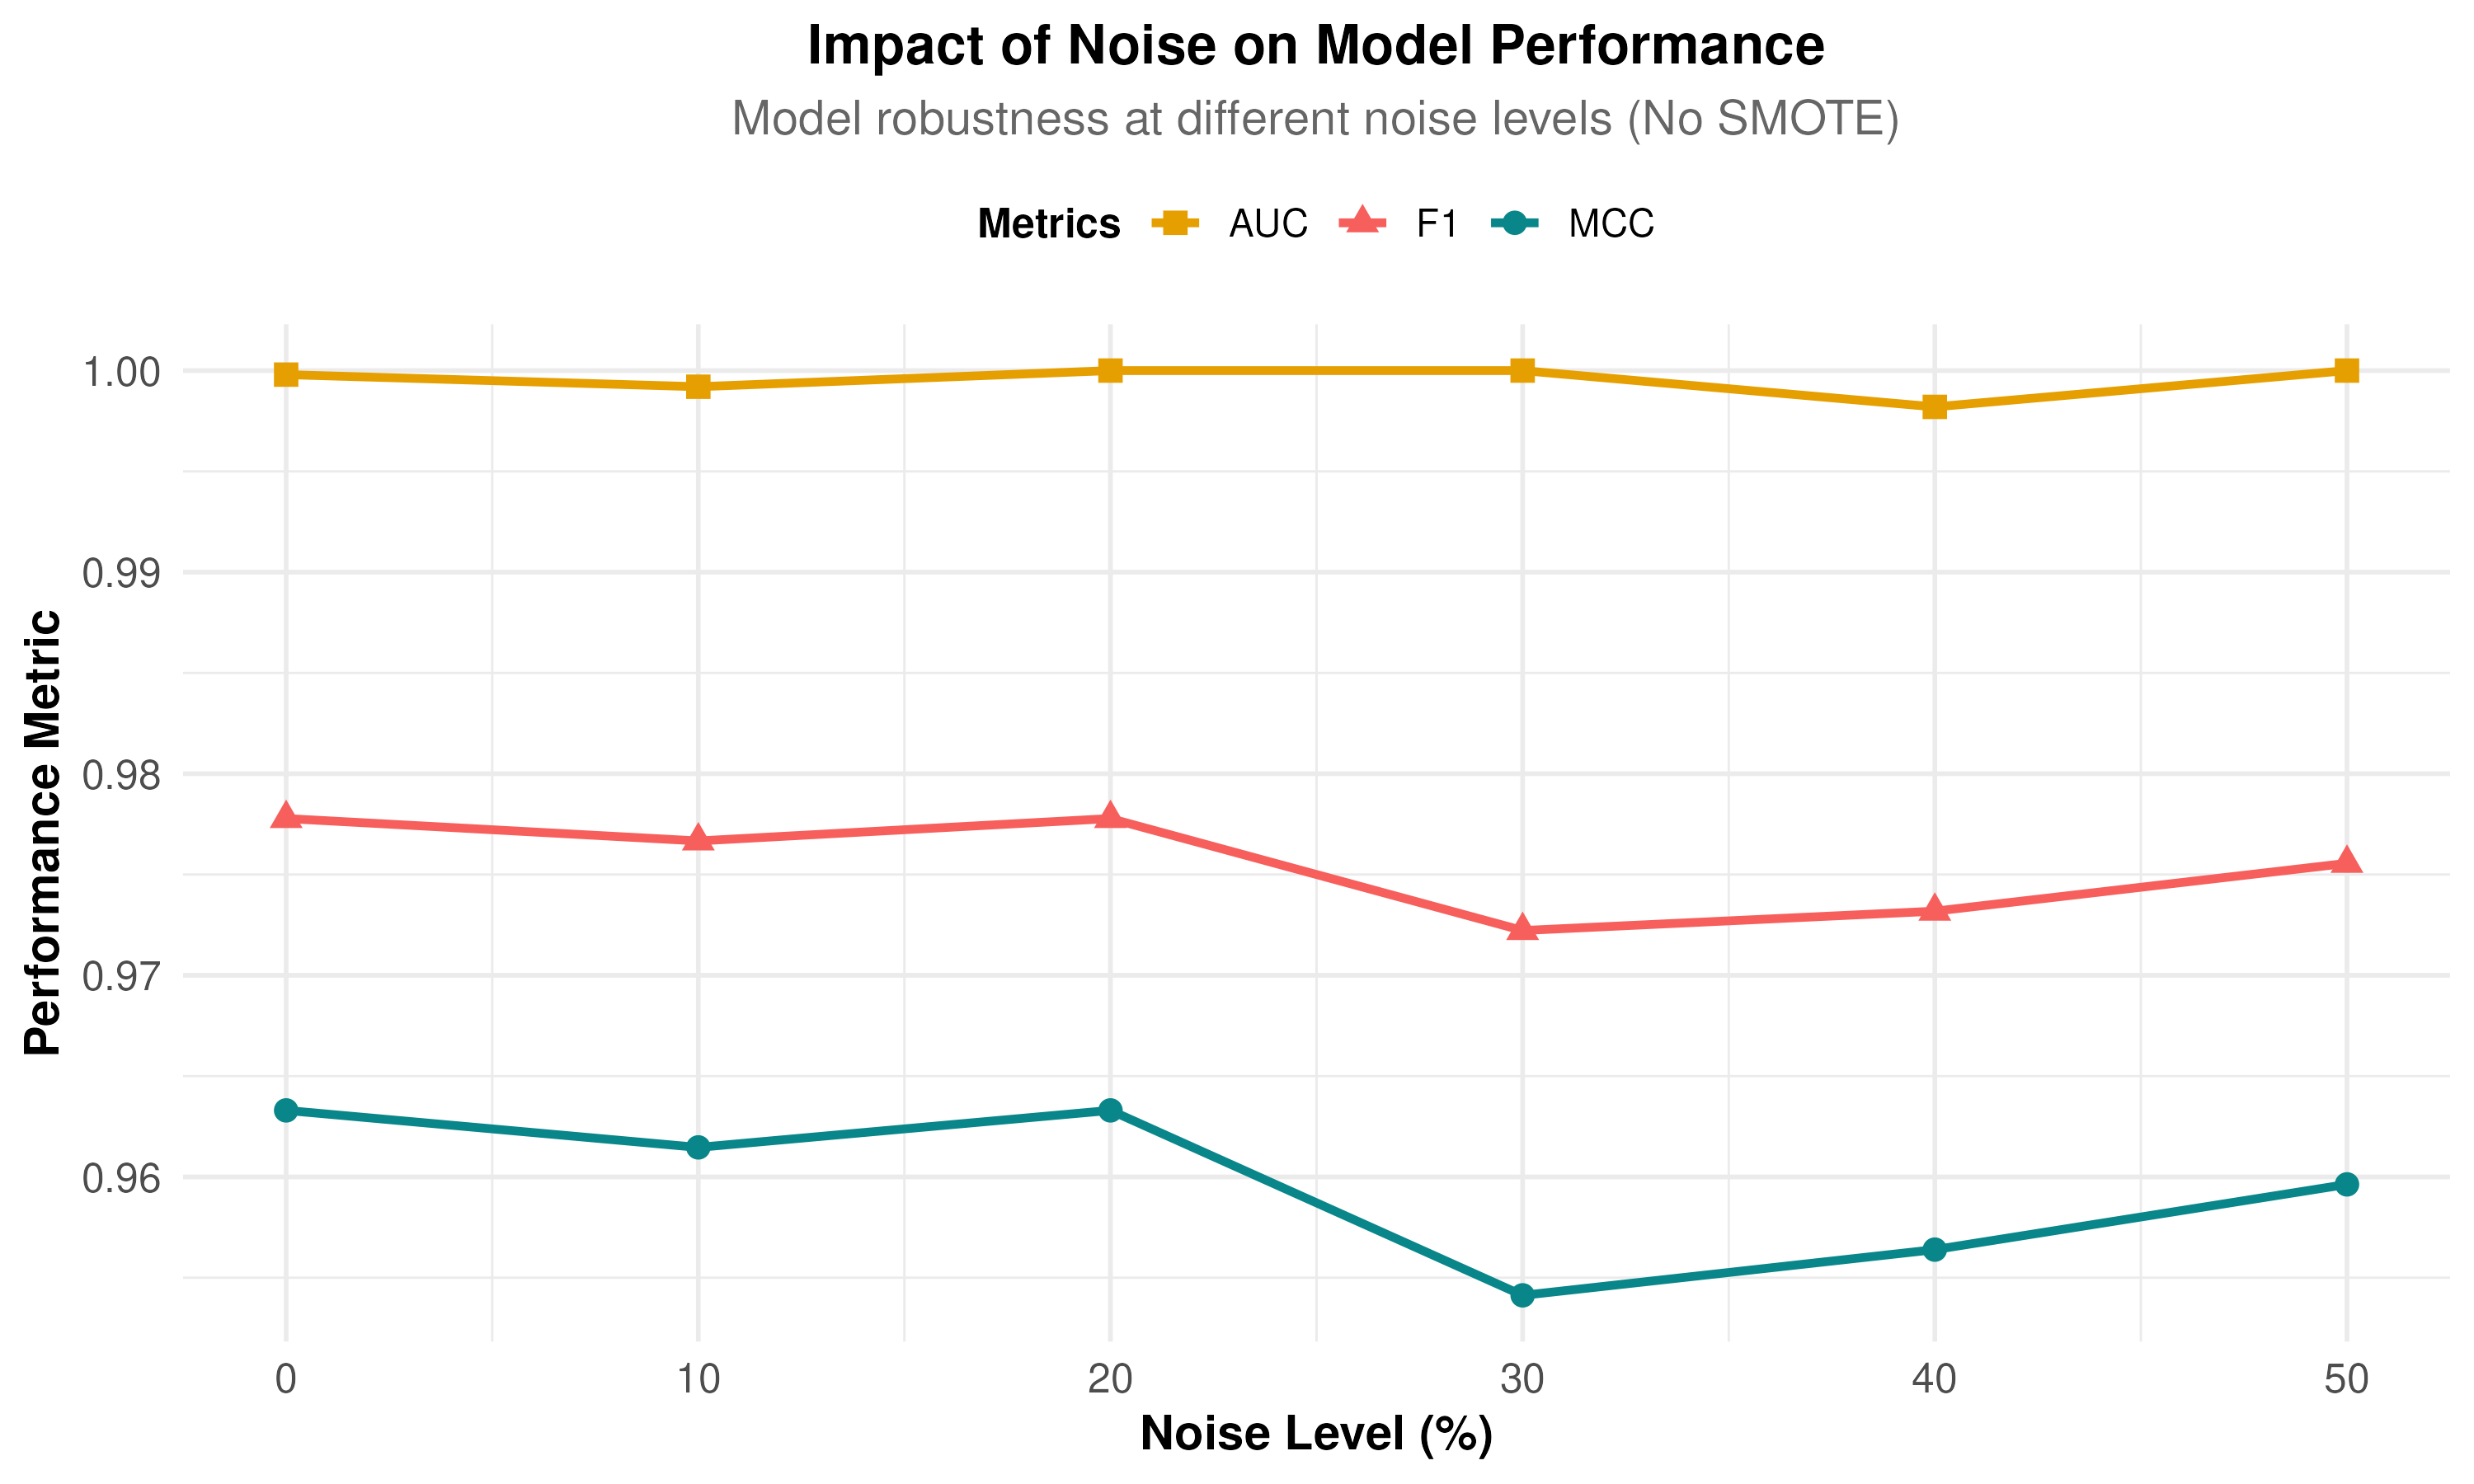 Impact of Noise on Model Performance
Model robustness at different noise levels (No SMOTE)
Metrics AUC F1 MCC
1.00
0.99
0.98
0.97
0.96
Performance Metric
0 10 20 30 40 50
Noise Level (%)